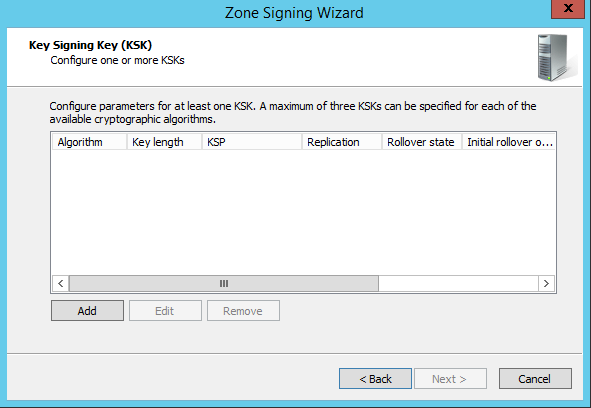 Zone Signing Wizard
x
Key Signing Key (KSK)
Configure one or more KSKs
Configure parameters for at least one KSK. A maximum of three KSKs can be specified for each of the
available cryptographic algorithms.
Algorithm Key length KSP Replication Rollover state Initial rollover o...
Add Edit Remove
< Back Next > Cancel